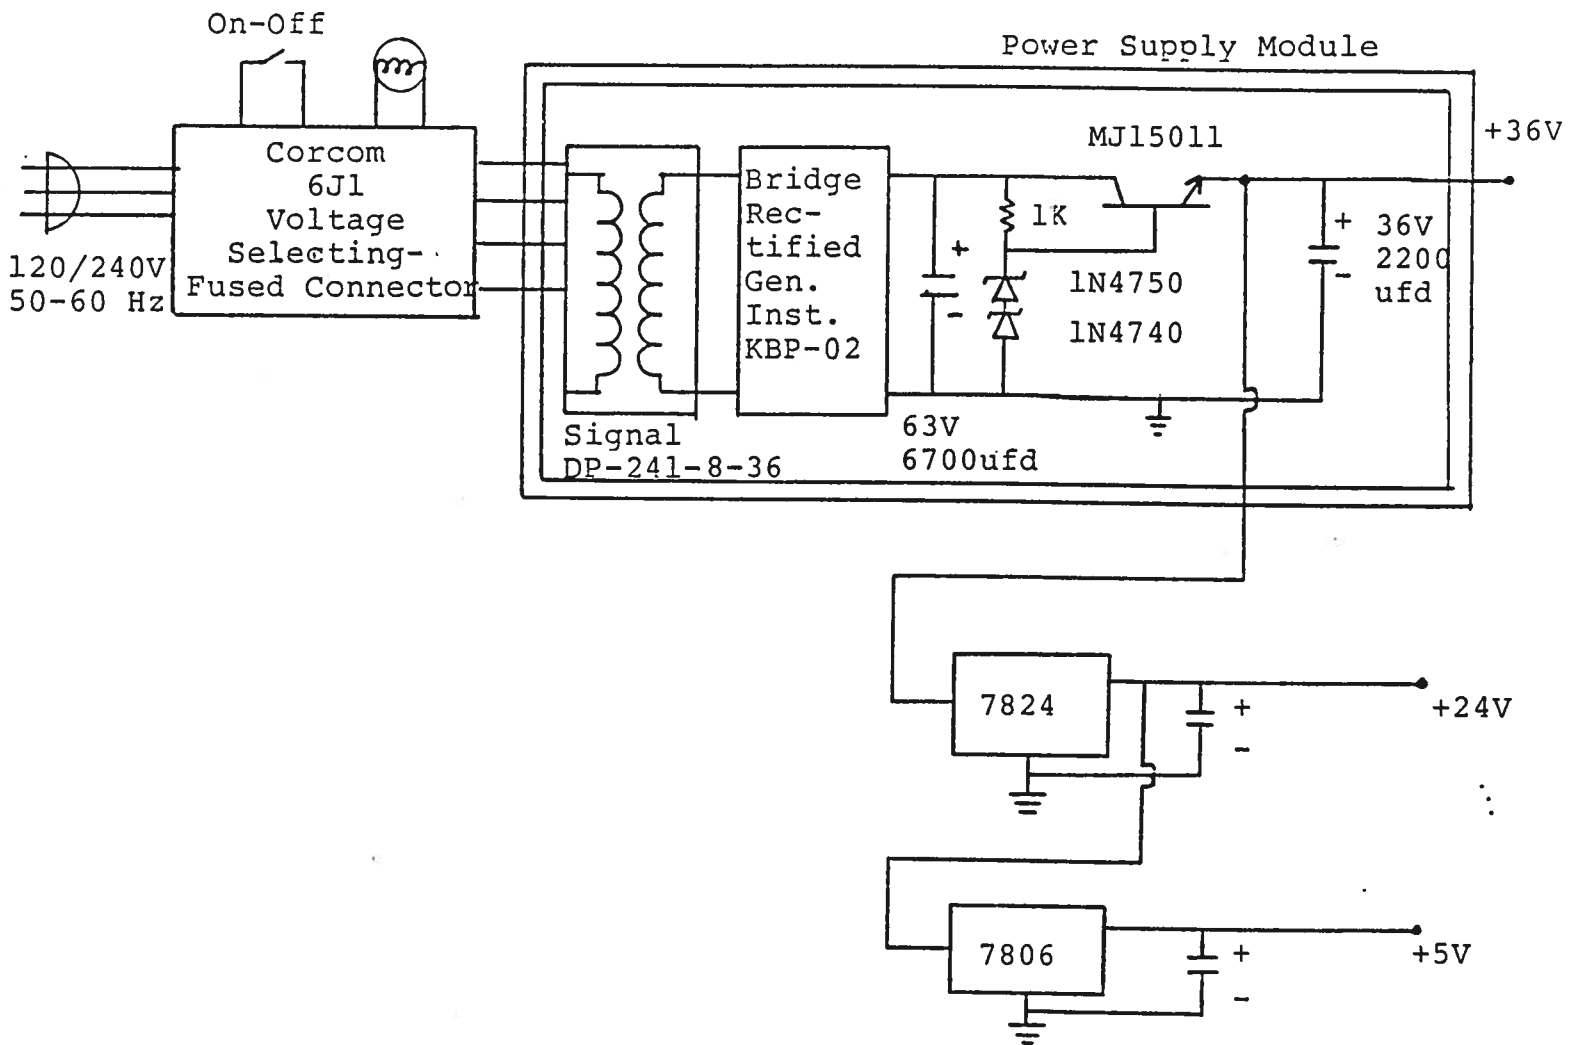 On-Off
Power Supply Module
Corcom
6J1
Voltage
Selecting-
Fused Connector
120/240V
50-60 Hz
Bridge
Rec-
tified
Gen.
Inst.
KBP-02
Signal
DP-241-8-36
MJ15011
+36V
1K
+
-
1N4750
1N4740
63V
6700ufd
+
-
36V
2200
ufd
7824
+
-
+24V
7806
+
-
+5V